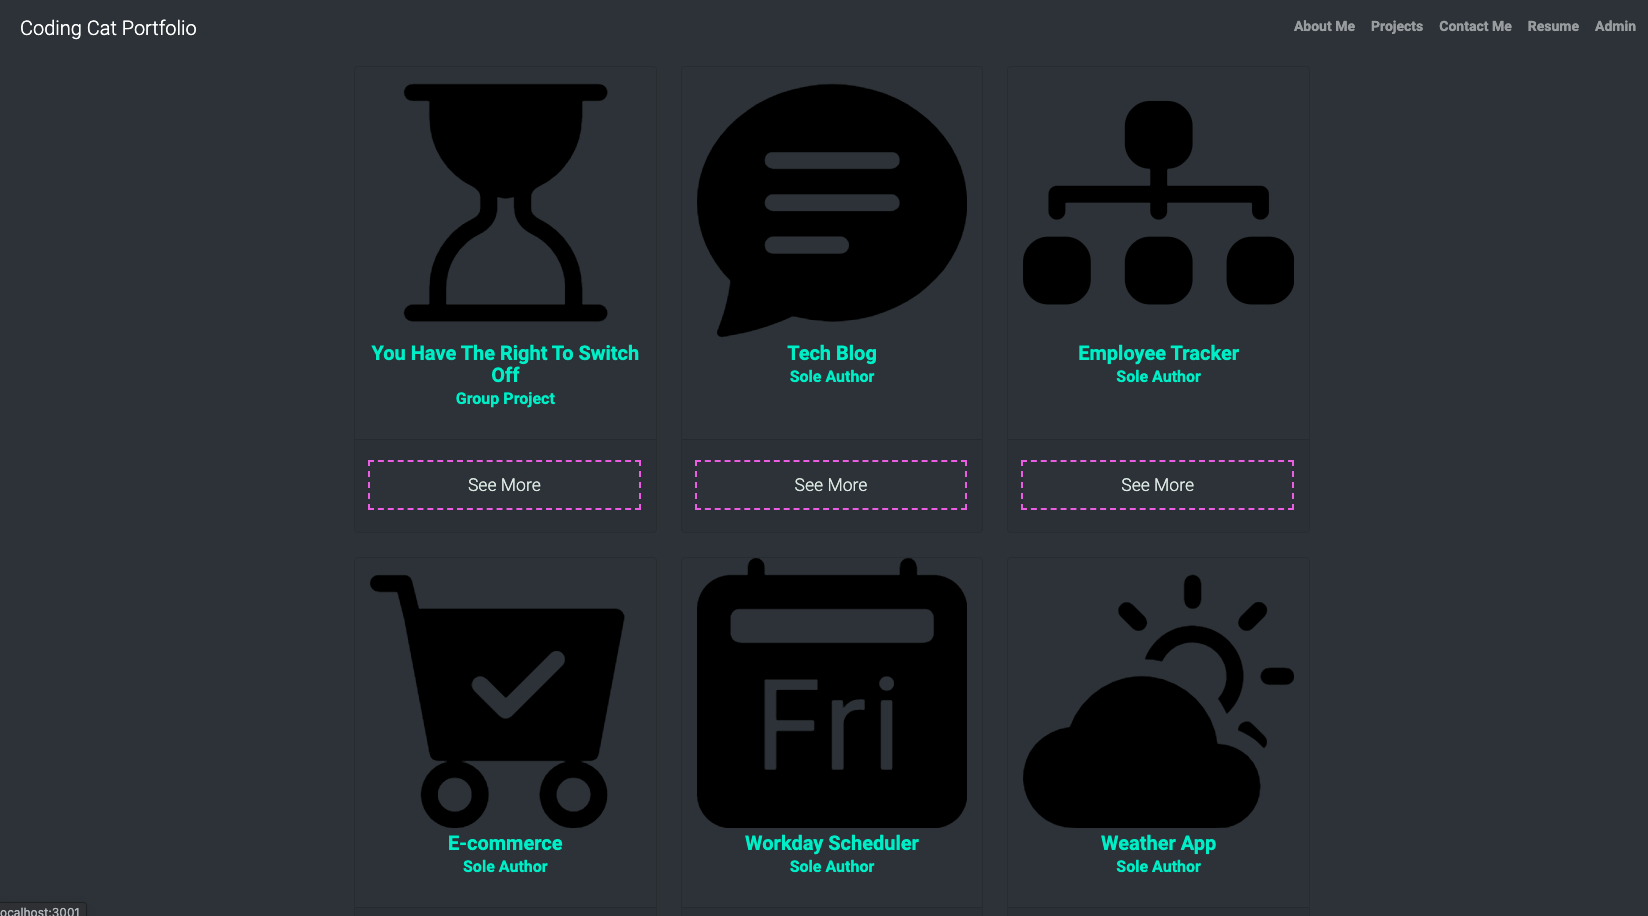 Coding Cat Portfolio
About Me Projects Contact Me Resume Admin
You Have The Right To Switch
Off
Group Project
Tech Blog
Sole Author
Employee Tracker
Sole Author
See More
See More
See More
Fri
E-commerce
Sole Author
Workday Scheduler
Sole Author
Weather App
Sole Author
ocalhost:3001